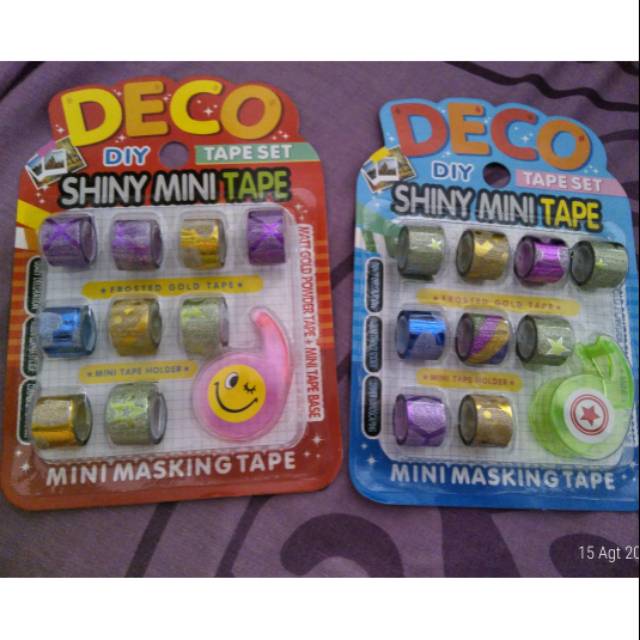 DECO
DIY
TAPE SET
SHINY MINI TAPE
FROSTED GOLD TAPE
MATT GOLD POWDER TAPE + MINI TAPE BASE
MINI TAPE HOLDER
MINI MASKING TAPE
DECO
DIY
TAPE SET
SHINY MINI TAPE
FROSTED GOLD TAPE
MINI TAPE HOLDER
MINI MASKING TAPE
15 Agt 20